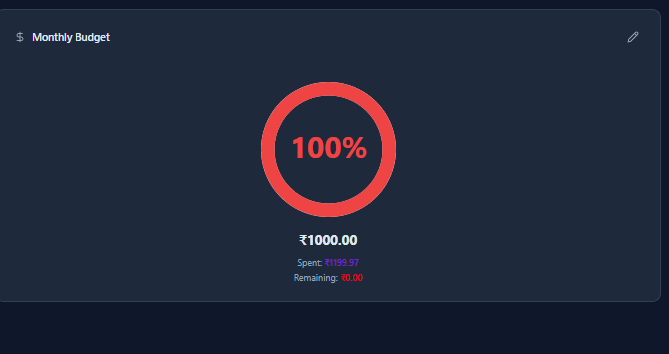 $ Monthly Budget
100%
₹1000.00
Spent: ₹1199.97
Remaining: ₹0.00